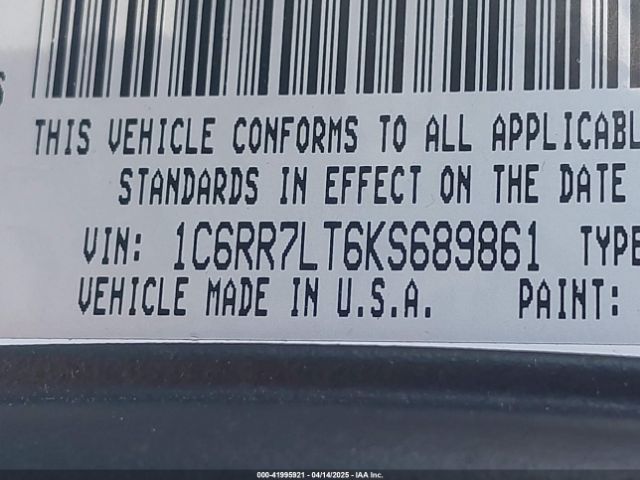 THIS VEHICLE CONFORMS TO ALL APPLICABL
STANDARDS IN EFFECT ON THE DATE
VIN: 1C6RR7LT6KS689861 TYPE
VEHICLE MADE IN U.S.A. PAINT:
000-41995921 - 04/14/2025 - IAA Inc.